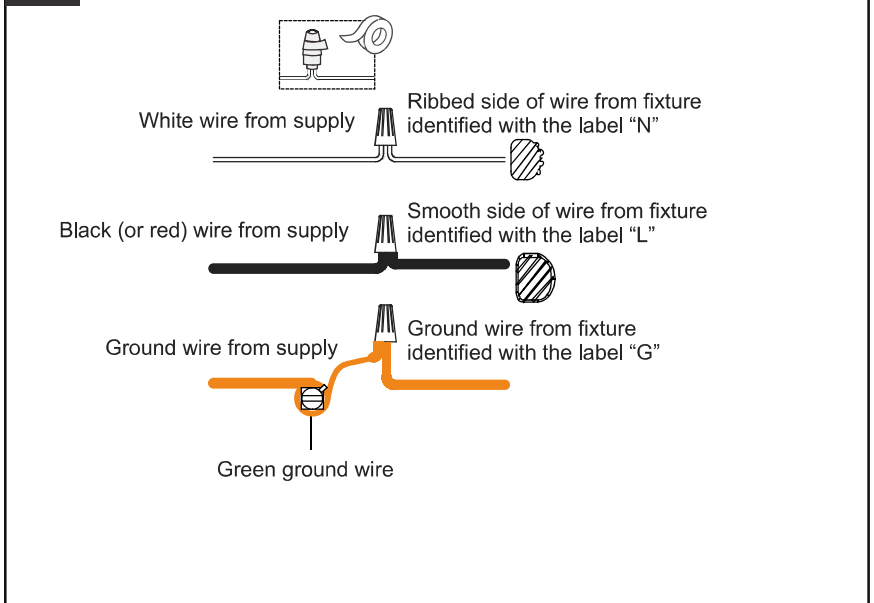 White wire from supply
Ribbed side of wire from fixture
identified with the label “N”
Black (or red) wire from supply
Smooth side of wire from fixture
identified with the label “L”
Ground wire from supply
Ground wire from fixture
identified with the label “G”
Green ground wire